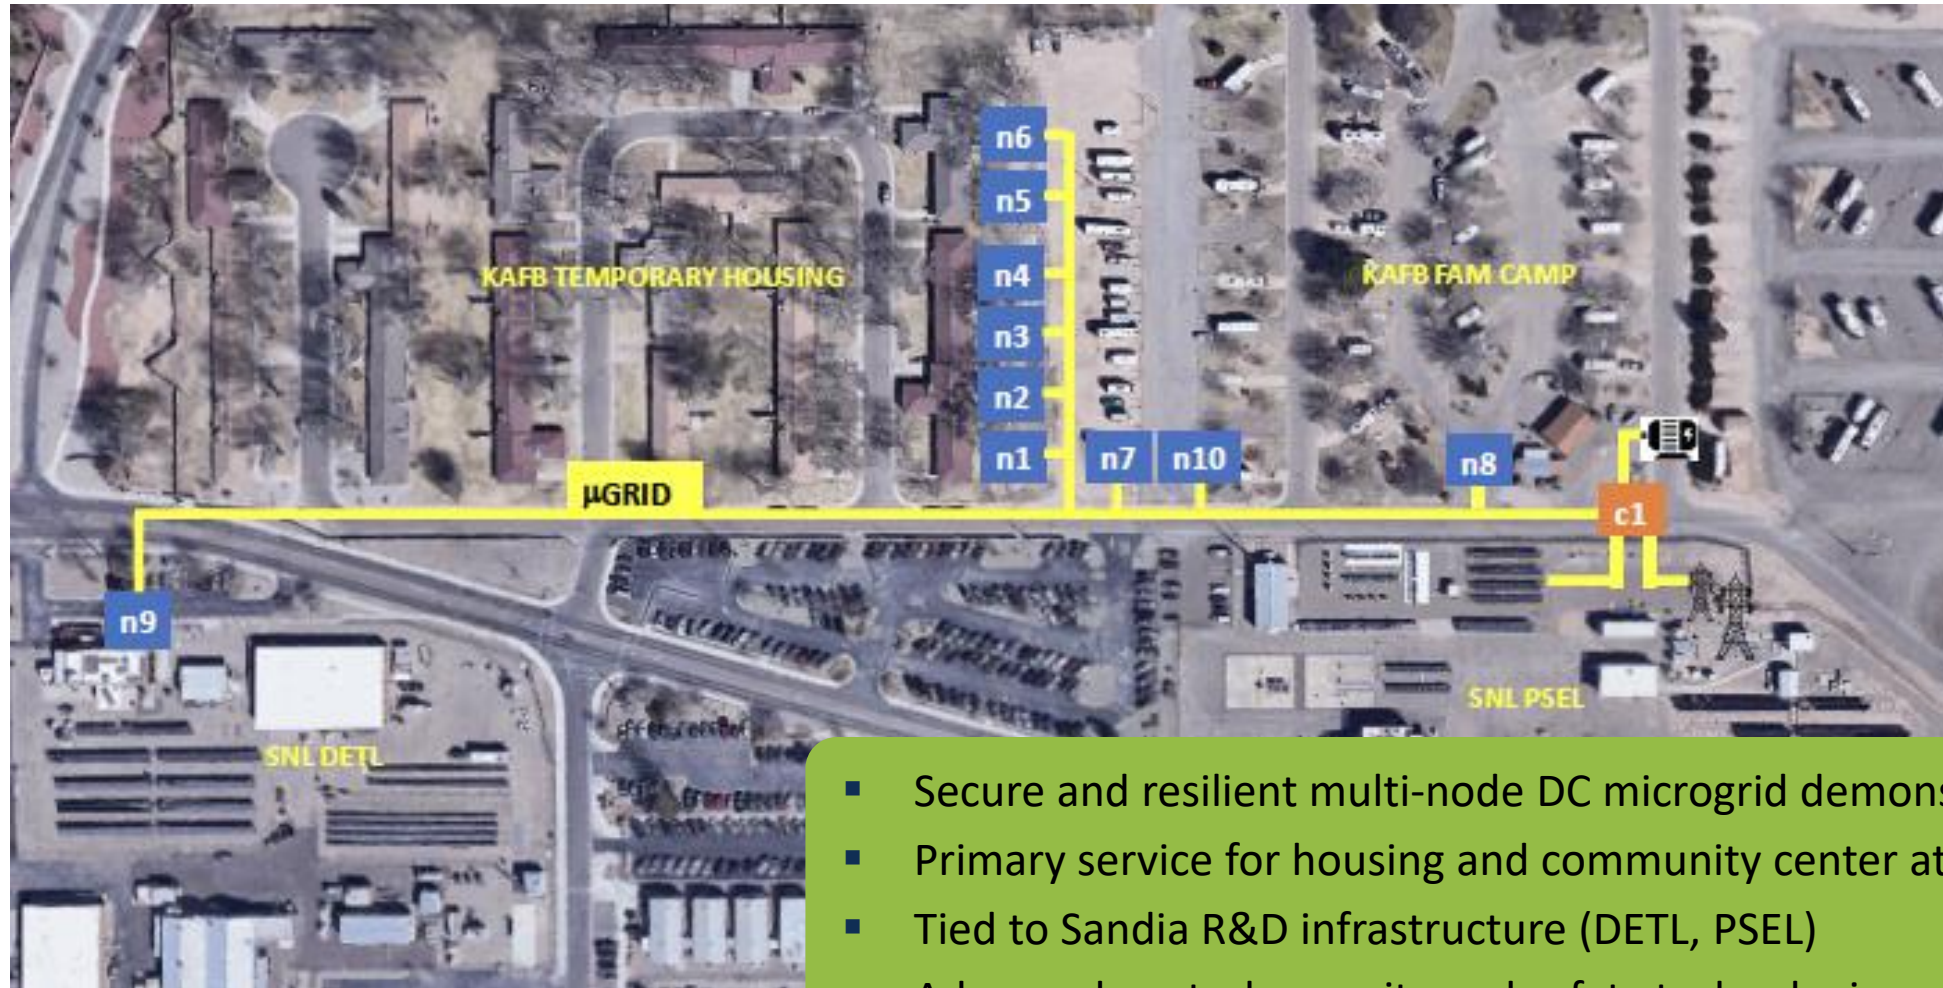 n6
n5
n4
KAFB TEMPORARY HOUSING
KAFB FAM CAMP
n3
n2
n1
n7
n10
n8
µGRID
c1
n9
SNL PSEL
SNL DETL
▪ Secure and resilient multi-node DC microgrid
▪ Primary service for housing and community center at
▪ Tied to Sandia R&D infrastructure (DETL, PSEL)